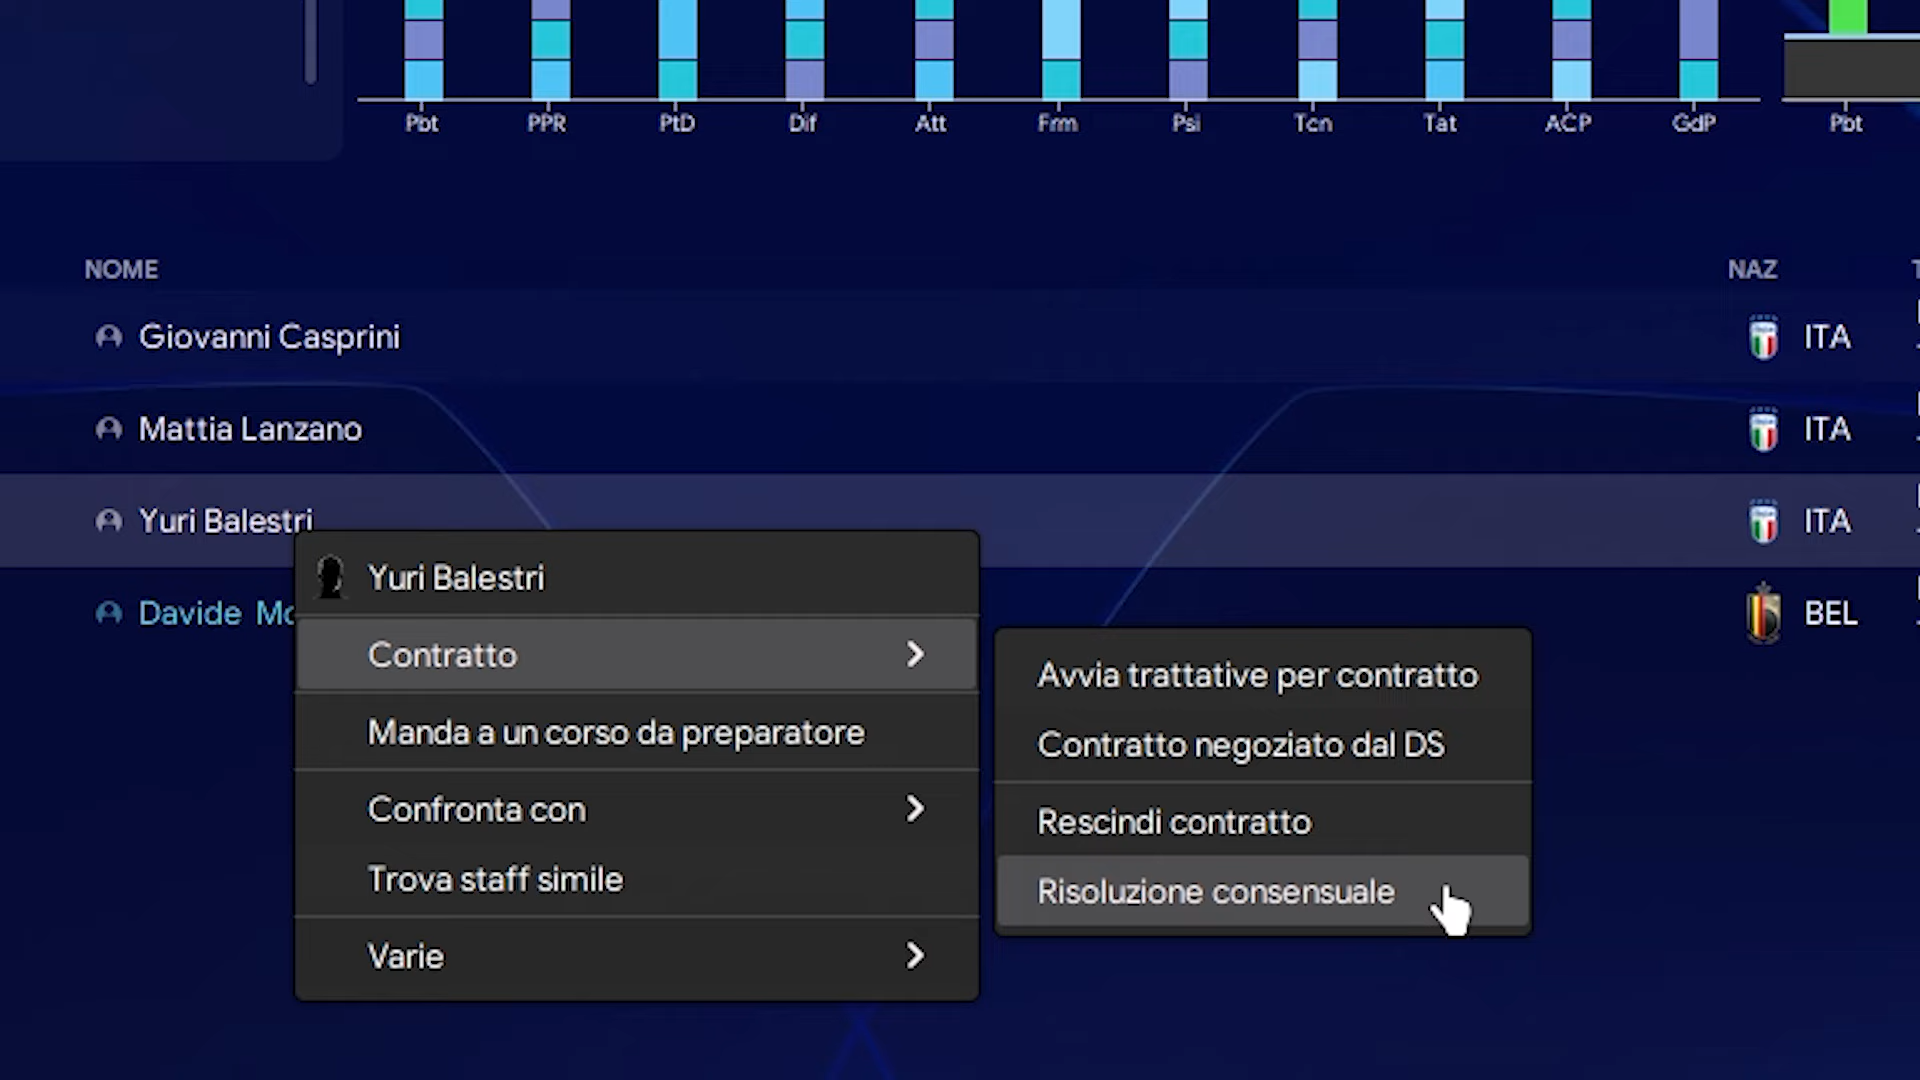 Pbt PPR PtD Dif Att Frm Psi Tcn Tat ACP GdP Pbt
NOME NAZ
Giovanni Casprini ITA
Mattia Lanzano ITA
Yuri Balestri ITA
Davide BEL
Yuri Balestri
Contratto
Manda a un corso da preparatore
Confronta con
Trova staff simile
Varie
Avvia trattative per contratto
Contratto negoziato dal DS
Rescindi contratto
Risoluzione consensuale